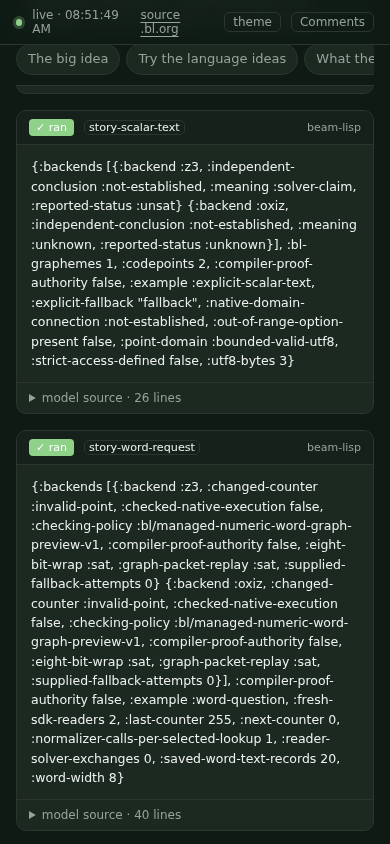 live · 08:51:49
AM
source
.bl.org
theme
Comments
The big idea
Try the language ideas
What the
✓ ran
story-scalar-text
beam-lisp
{:backends [{:backend :z3, :independent-
conclusion :not-established, :meaning :solver-claim,
:reported-status :unsat} {:backend :oxiz,
:independent-conclusion :not-established, :meaning
:unknown, :reported-status :unknown}], :bl-
graphemes 1, :codepoints 2, :compiler-proof-
authority false, :example :explicit-scalar-text,
:explicit-fallback "fallback", :native-domain-
connection :not-established, :out-of-range-option-
present false, :point-domain :bounded-valid-utf8,
:strict-access-defined false, :utf8-bytes 3}
▶ model source · 26 lines
✓ ran
story-word-request
beam-lisp
{:backends [{:backend :z3, :changed-counter
:invalid-point, :checked-native-execution false,
:checking-policy :bl/managed-numeric-word-graph-
preview-v1, :compiler-proof-authority false, :eight-
bit-wrap :sat, :graph-packet-replay :sat, :supplied-
fallback-attempts 0} {:backend :oxiz, :changed-
counter :invalid-point, :checked-native-execution
false, :checking-policy :bl/managed-numeric-word-
graph-preview-v1, :compiler-proof-authority false,
:eight-bit-wrap :sat, :graph-packet-replay :sat,
:supplied-fallback-attempts 0}], :compiler-proof-
authority false, :example :word-question, :fresh-
sdk-readers 2, :last-counter 255, :next-counter 0,
:normalizer-calls-per-selected-lookup 1, :reader-
solver-exchanges 0, :saved-word-text-records 20,
:word-width 8}
▶ model source · 40 lines